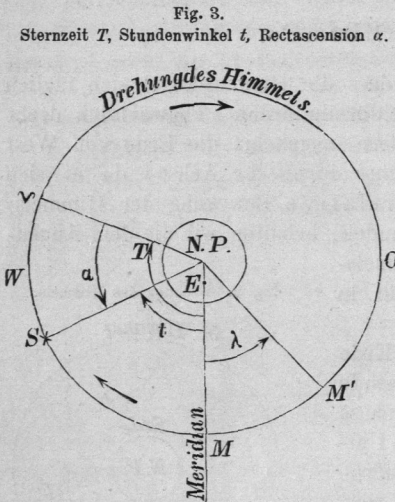 Fig. 3.
Sternzeit T, Stundenwinkel t, Rectascension α.
Drehung des Himmels.
N.P.
T
W
a
E
O
S
t
λ
M'
M
Meridian